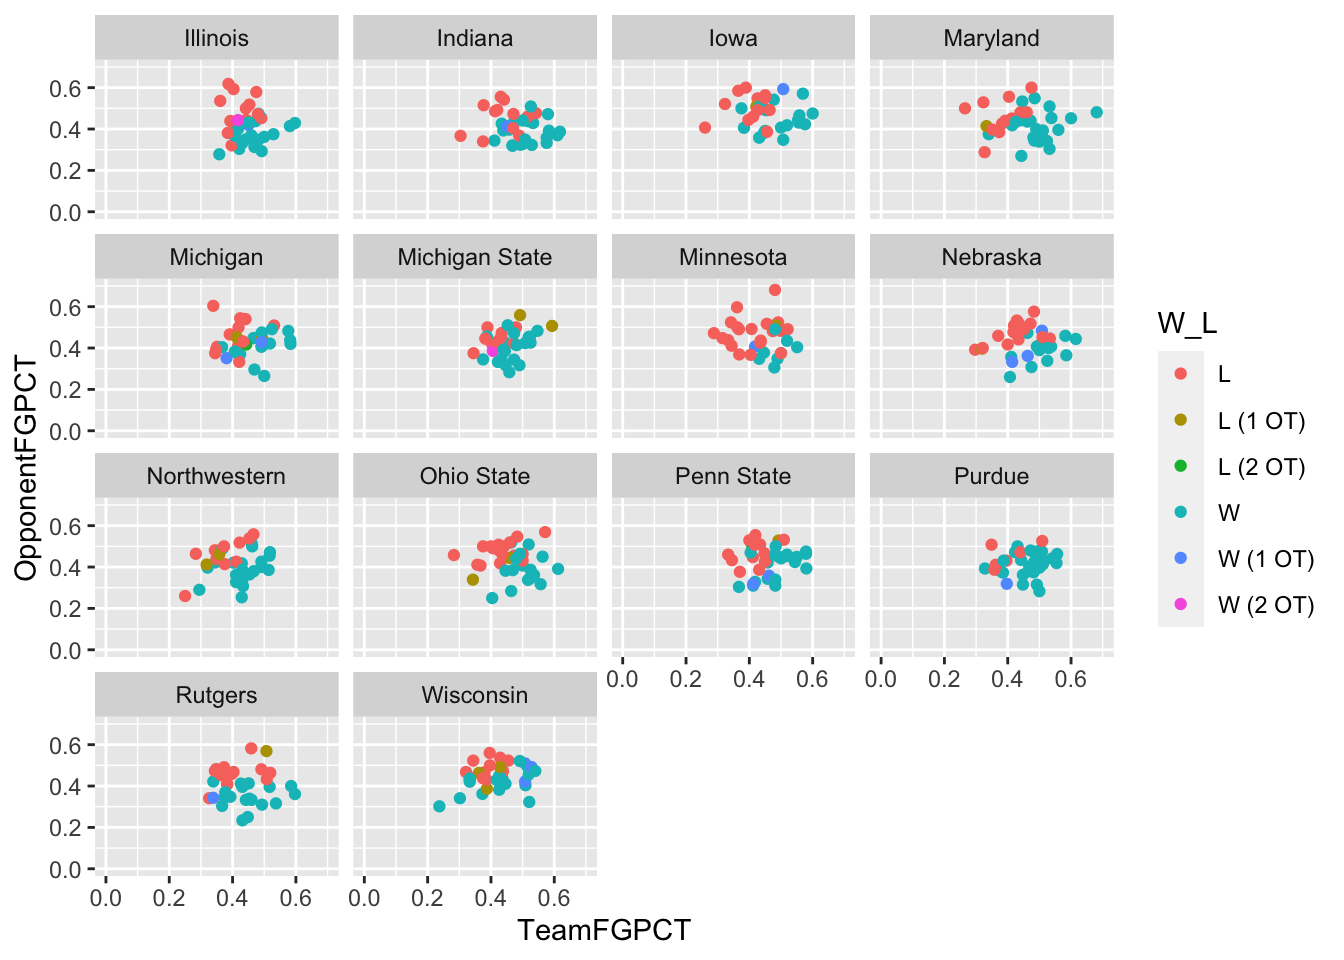 Illinois Indiana Iowa Maryland
0.6
0.4
0.2
0.0
Michigan Michigan State Minnesota Nebraska
0.6
0.4
0.2
0.0
Northwestern Ohio State Penn State Purdue
0.6
0.4
0.2
0.0
0.0 0.2 0.4 0.6 0.0 0.2 0.4 0.6
Rutgers Wisconsin
0.6
0.4
0.2
0.0
0.0 0.2 0.4 0.6 0.0 0.2 0.4 0.6
TeamFGPCT
OpponentFGPCT
W_L
L
L (1 OT)
L (2 OT)
W
W (1 OT)
W (2 OT)